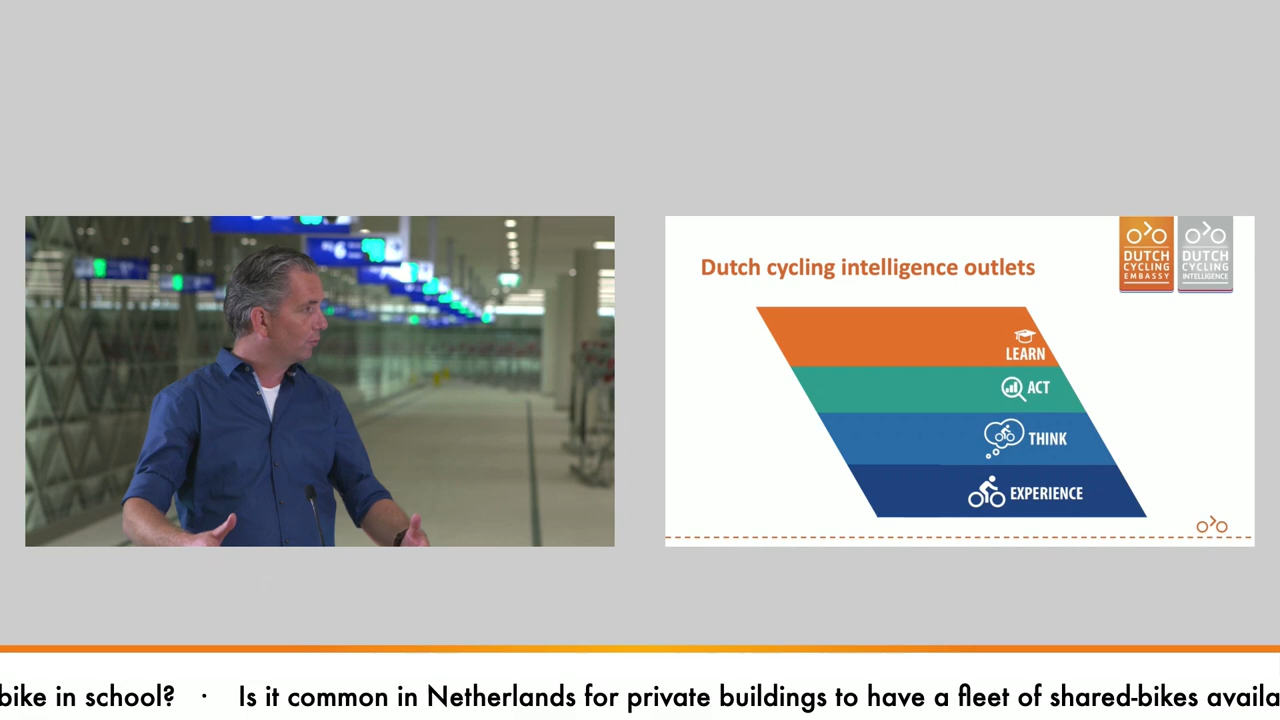 6
Dutch cycling intelligence outlets
DUTCH
CYCLING
EMBASSY
DUTCH
CYCLING
INTELLIGENCE
LEARN
ACT
THINK
EXPERIENCE
bike in school? · Is it common in Netherlands for private buildings to have a fleet of shared-bikes availa